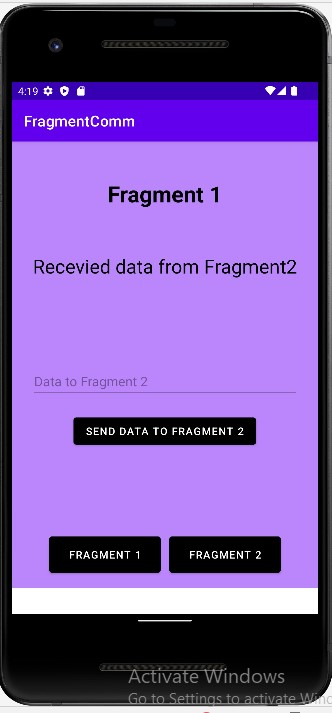 4:19
FragmentComm
Fragment 1
Recevied data from Fragment2
Data to Fragment 2
SEND DATA TO FRAGMENT 2
FRAGMENT 1 FRAGMENT 2
Activate Windows
Go to Settings to activate